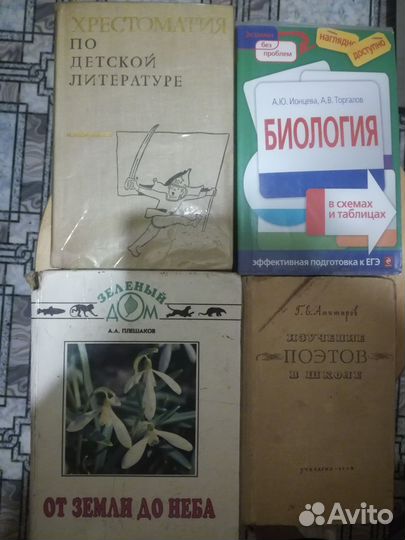 ХРЕСТОМАТИЯ
ПО
ДЕТСКОЙ
ЛИТЕРАТУРЕ
Экзамен
без
проблем
наглядно
доступно
А.Ю. Ионцева, А.В. Торгалов
БИОЛОГИЯ
в схемах
и таблицах
эффективная подготовка к ЕГЭ
ЗЕЛЕНЫЙ
ДОМ
А.А. ПЛЕШАКОВ
ОТ ЗЕМЛИ ДО НЕБА
ИЗУЧЕНИЕ
ПОЭТОВ
В ШКОЛЕ
Avito